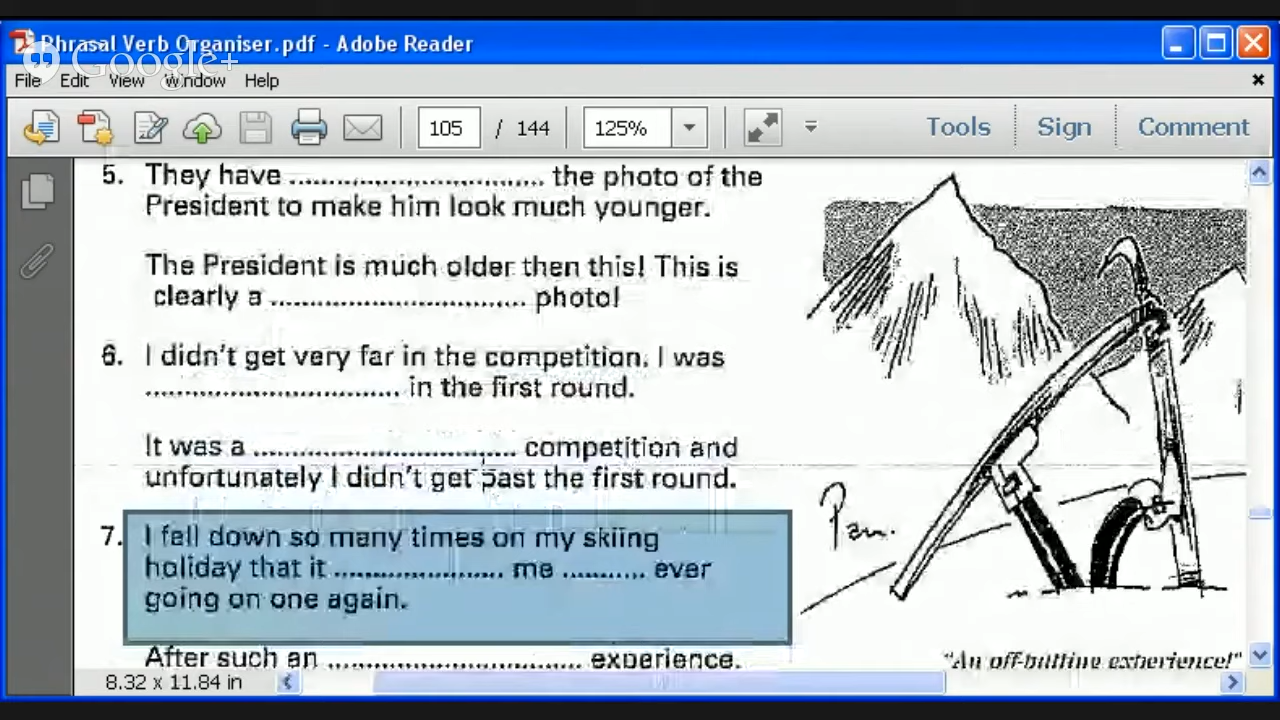 Phrasal Verb Organiser.pdf - Adobe Reader
Google+
File Edit View Window Help
105 / 144 125% Tools Sign Comment
5. They have .................................. the photo of the
President to make him look much younger.
The President is much older then this! This is
clearly a .................................. photo!
6. I didn't get very far in the competition. I was
.................................. in the first round.
It was a .................................. competition and
unfortunately I didn't get past the first round.
7. I fell down so many times on my skiing
holiday that it ...................... me ........... ever
going on one again.
After such an .................................. experience.
Pan.
"An off-putting experience!"
8.32 x 11.84 in